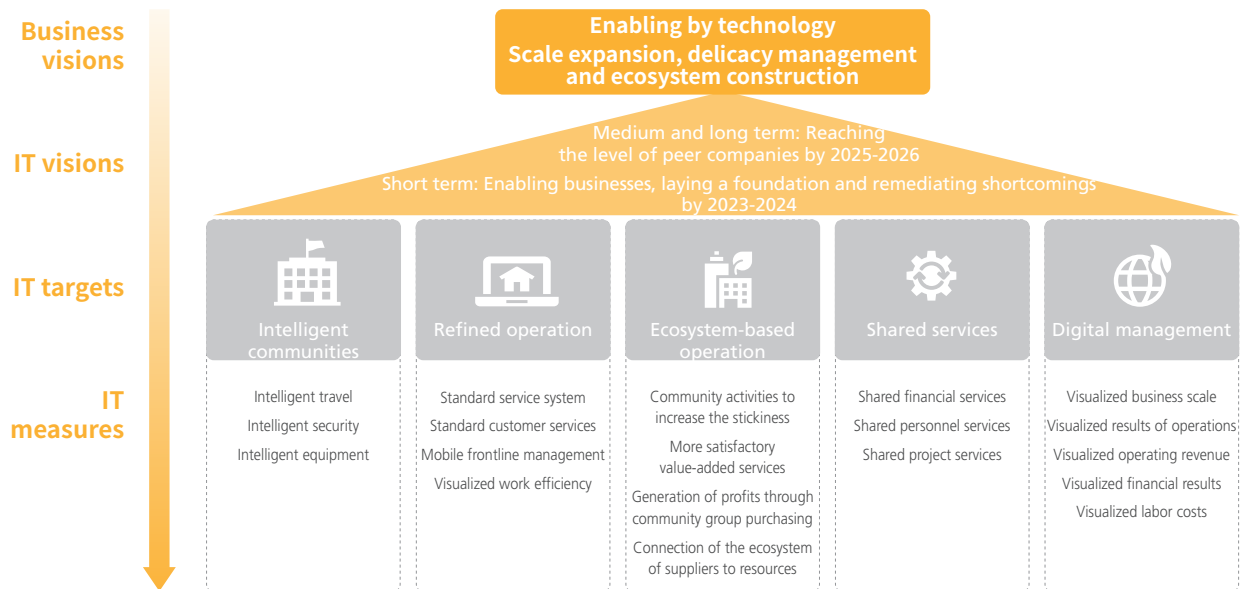 Business
visions
Enabling by technology
Scale expansion, delicacy management
and ecosystem construction
IT visions
Medium and long term: Reaching
the level of peer companies by 2025-2026
Short term: Enabling businesses, laying a foundation and remediating shortcomings
by 2023-2024
IT targets
Intelligent
communities
Refined operation
Ecosystem-based
operation
Shared services
Digital management
IT
measures
Intelligent travel
Intelligent security
Intelligent equipment
Standard service system
Standard customer services
Mobile frontline management
Visualized work efficiency
Community activities to
increase the stickiness
More satisfactory
value-added services
Generation of profits through
community group purchasing
Connection of the ecosystem
of suppliers to resources
Shared financial services
Shared personnel services
Shared project services
Visualized business scale
Visualized results of operations
Visualized operating revenue
Visualized financial results
Visualized labor costs